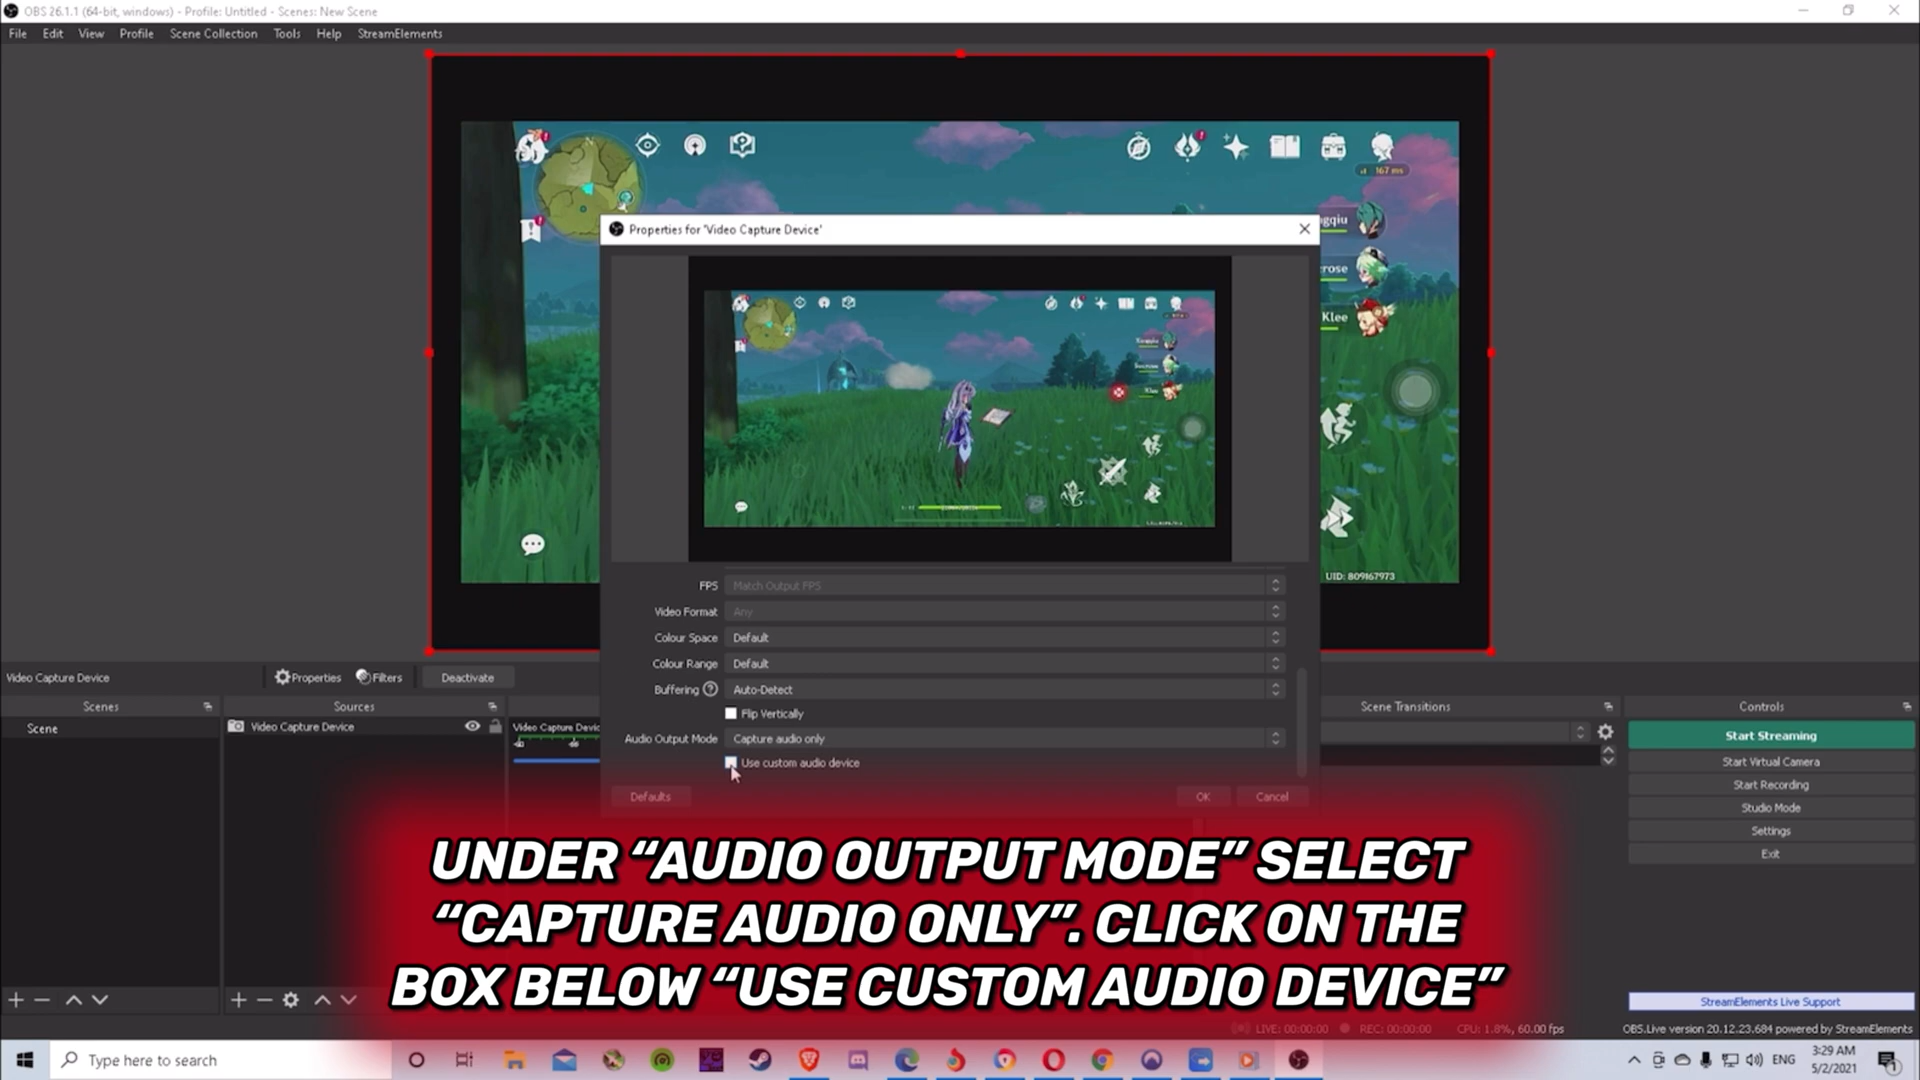 OBS 26.1.1 (64-bit, windows) - Profile: Untitled - Scenes: New Scene
File Edit View Profile Scene Collection Tools Help StreamElements
167 ms
Properties for 'Video Capture Device'
Klee
UID: 809167973
FPS Match Output FPS
Video Format Any
Colour Space Default
Colour Range Default
Buffering ? Auto-Detect
Flip Vertically
Audio Output Mode Capture audio only
Use custom audio device
Defaults OK Cancel
Video Capture Device Properties Filters Deactivate
Scenes Sources Scene Transitions Controls
Scene
Video Capture Device
Start Streaming
Start Virtual Camera
Start Recording
Studio Mode
Settings
Exit
UNDER “AUDIO OUTPUT MODE” SELECT
“CAPTURE AUDIO ONLY”. CLICK ON THE
BOX BELOW “USE CUSTOM AUDIO DEVICE”
StreamElements Live Support
LIVE: 00:00:00 REC: 00:00:00 CPU: 1.8%, 60.00 fps
OBS.Live version 20.12.23.684 powered by StreamElements
Type here to search
ENG
3:29 AM
5/2/2021